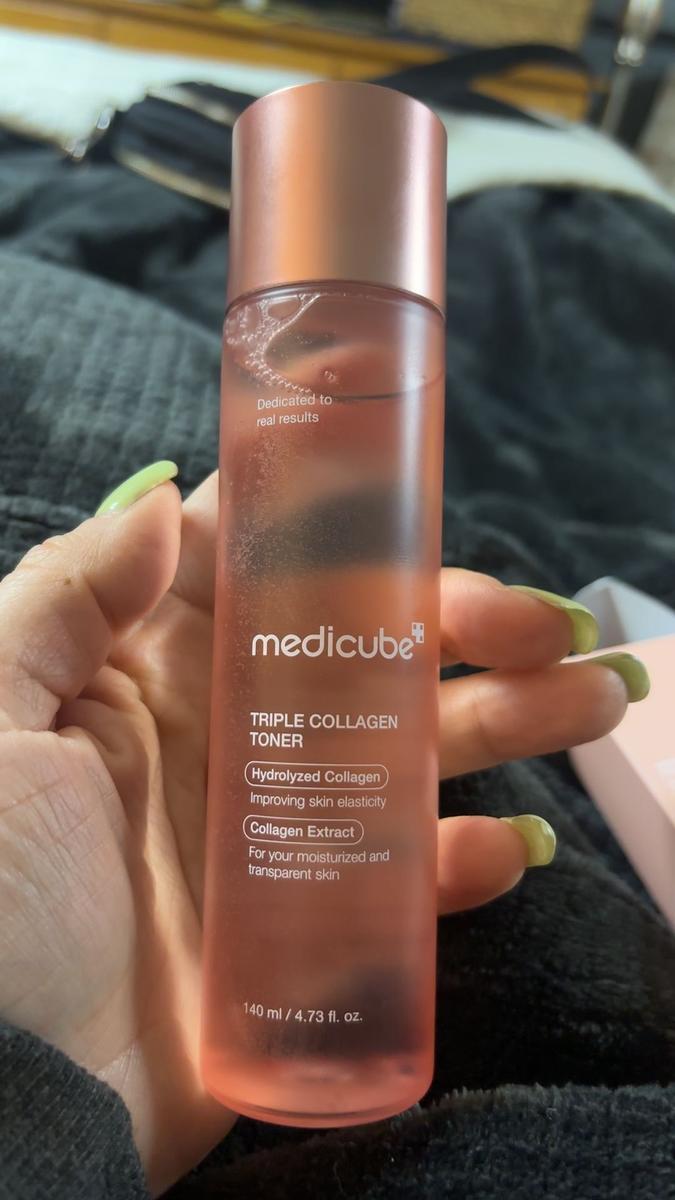 Dedicated to
real results
medicube
TRIPLE COLLAGEN
TONER
Hydrolyzed Collagen
Improving skin elasticity
Collagen Extract
For your moisturized and
transparent skin
140 ml / 4.73 fl. oz.